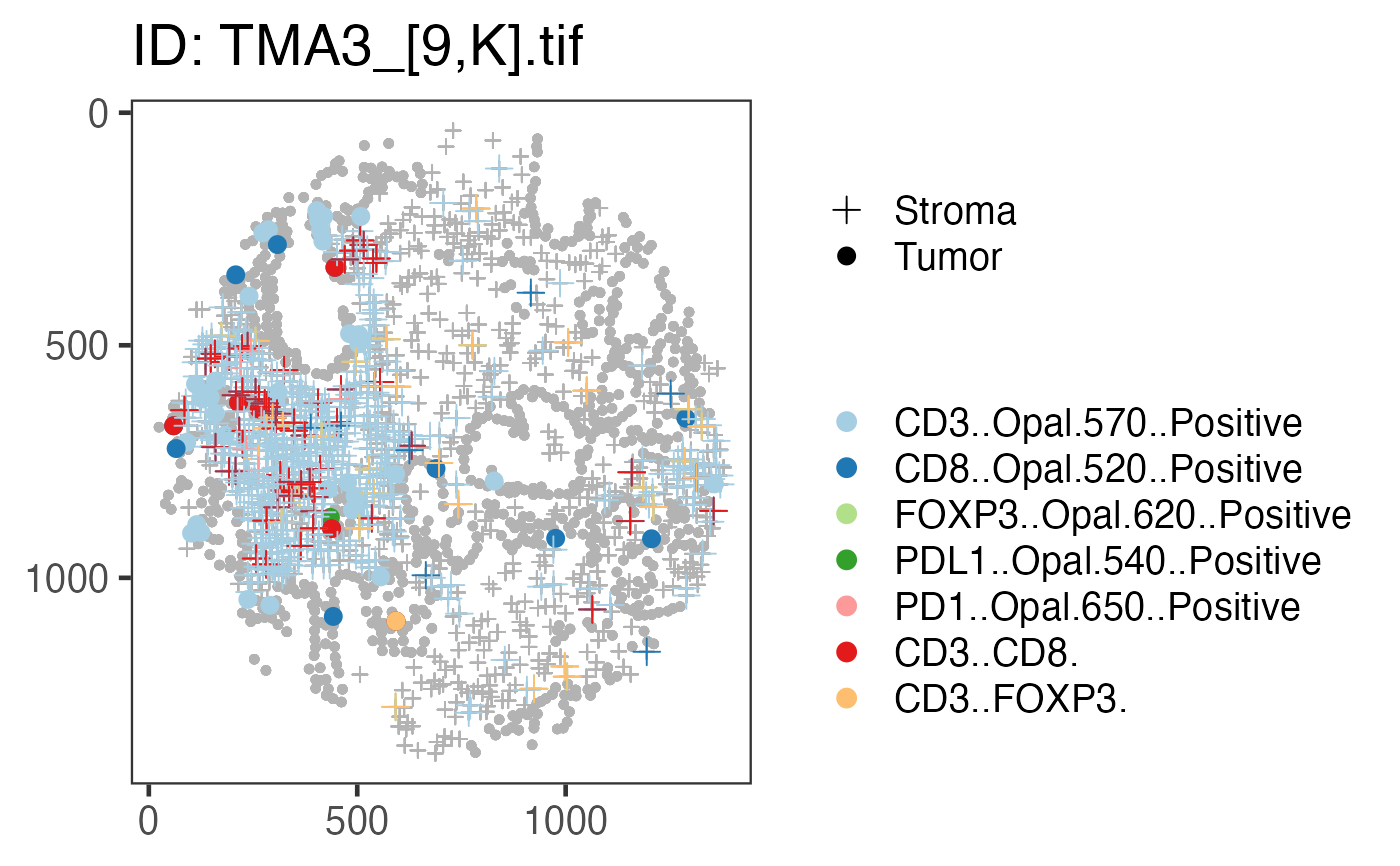 ID: TMA3_[9,K].tif
0
500
1000
0
500
1000
Stroma
Tumor
CD3..Opal.570..Positive
CD8..Opal.520..Positive
FOXP3..Opal.620..Positive
PDL1..Opal.540..Positive
PD1..Opal.650..Positive
CD3..CD8.
CD3..FOXP3.